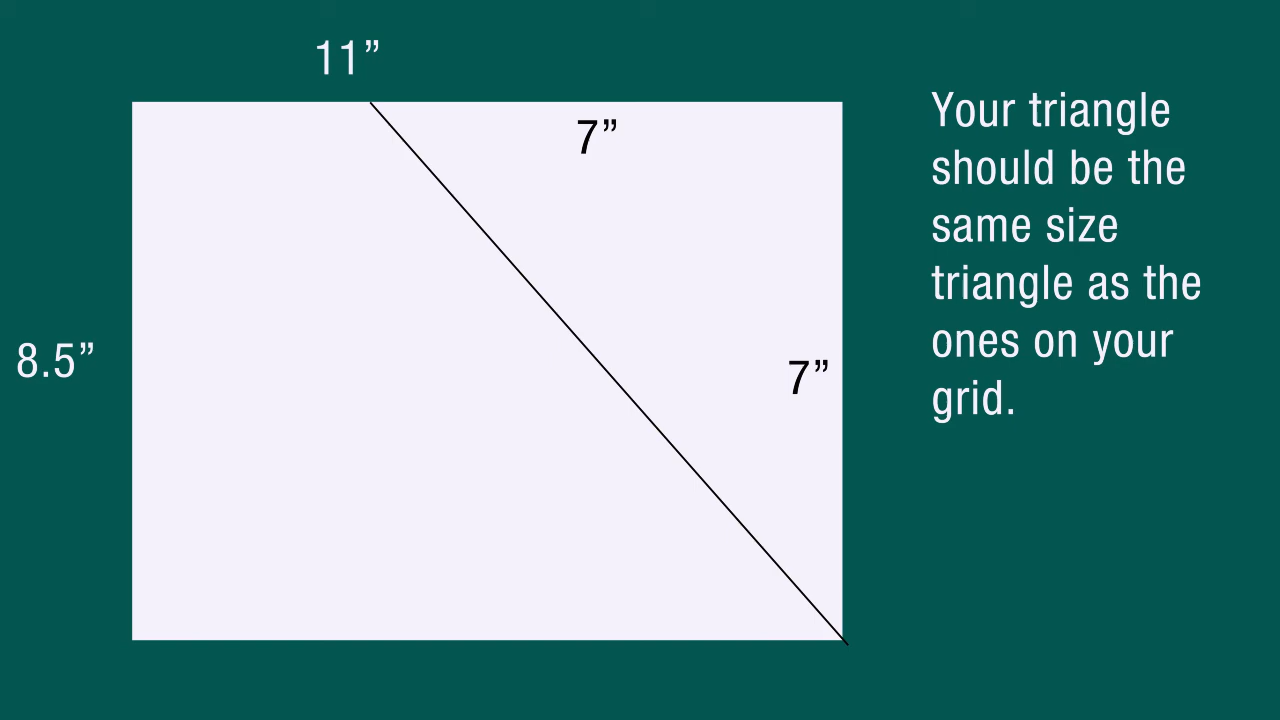 11”
7”
8.5”
7”
Your triangle
should be the
same size
triangle as the
ones on your
grid.